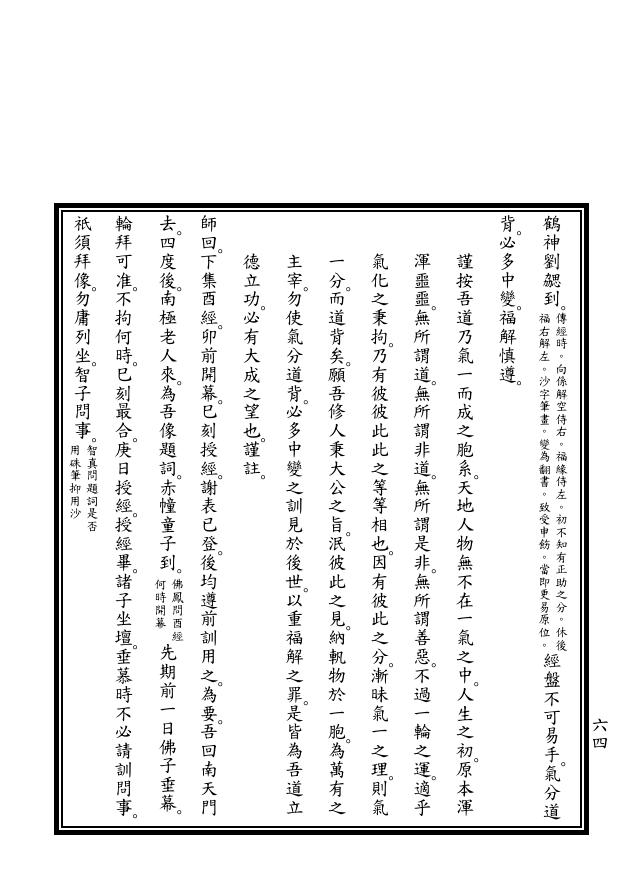 鶴神劉勰到。傳經時。向係解空侍右。福緣侍左。初不知有正助之分。休後福右解左。沙字筆畫。變為翻書。致受申飭。當即更易原位。經盤不可易手。氣分道
背。必多中變。福解慎遵。
謹按吾道乃氣一而成之胞系。天地人物無不在一氣之中。人生之初。原本渾
渾噩噩。無所謂道。無所謂非道。無所謂是非。無所謂善惡。不過一輪之運。適乎
氣化之秉拘。乃有彼彼此此之等等相也。因有彼此之分。漸昧氣一之理。則氣
一分。而道背矣。願吾修人秉大公之旨。泯彼此之見。納軏物於一胞。為萬有之
主宰。勿使氣分道背。必多中變之訓見於後世。以重福解之罪。是皆為吾道立
德立功。必有大成之望也。謹註。
師回。下集酉經。卯前開幕。巳刻授經。謝表已登。後均遵前訓用之。為要。吾回南天門
去。四度後。南極老人來。為吾像題詞。赤幢童子到。佛鳳問酉經何時開幕先期前一日佛子垂幕。
輪拜可准。不拘何時。巳刻最合。庚日授經。授經畢。諸子坐壇。垂慕時不必請訓問事。
祇須拜像。勿庸列坐。智子問事。智真問題詞是否用硃筆抑用沙
六四